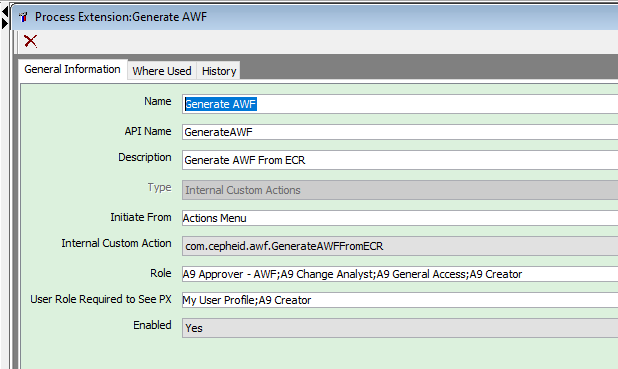 Process Extension:Generate AWF
General Information Where Used History
Name Generate AWF
API Name GenerateAWF
Description Generate AWF From ECR
Type Internal Custom Actions
Initiate From Actions Menu
Internal Custom Action com.cepheid.awf.GenerateAWFFromECR
Role A9 Approver - AWF;A9 Change Analyst;A9 General Access;A9 Creator
User Role Required to See PX My User Profile;A9 Creator
Enabled Yes